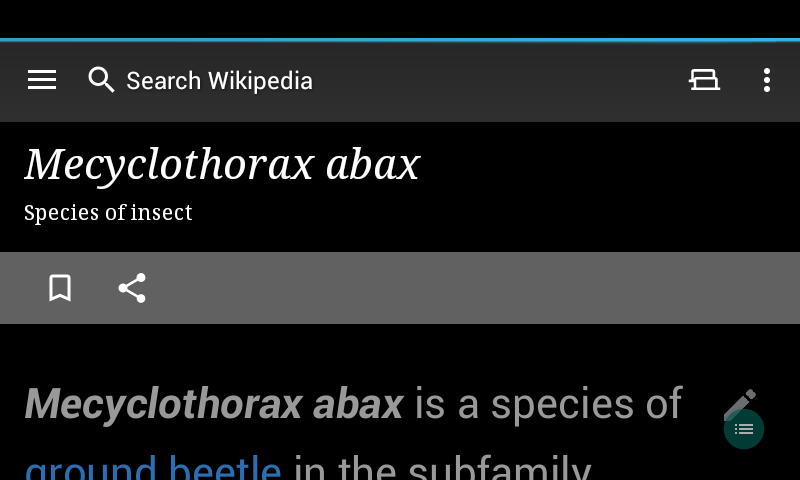 Search Wikipedia
Mecyclothorax abax
Species of insect
Mecyclothorax abax is a species of
ground beetle in the subfamily